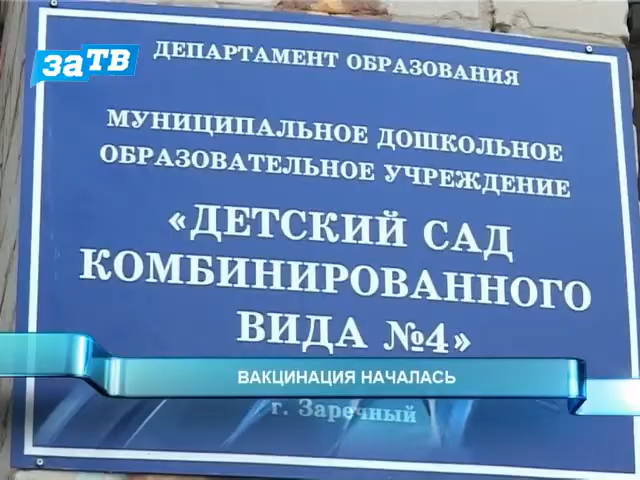 заТВ
ДЕПАРТАМЕНТ ОБРАЗОВАНИЯ
МУНИЦИПАЛЬНОЕ ДОШКОЛЬНОЕ
ОБРАЗОВАТЕЛЬНОЕ УЧРЕЖДЕНИЕ
«ДЕТСКИЙ САД
КОМБИНИРОВАННОГО
ВИДА №4»
ВАКЦИНАЦИЯ НАЧАЛАСЬ
г. Заречный